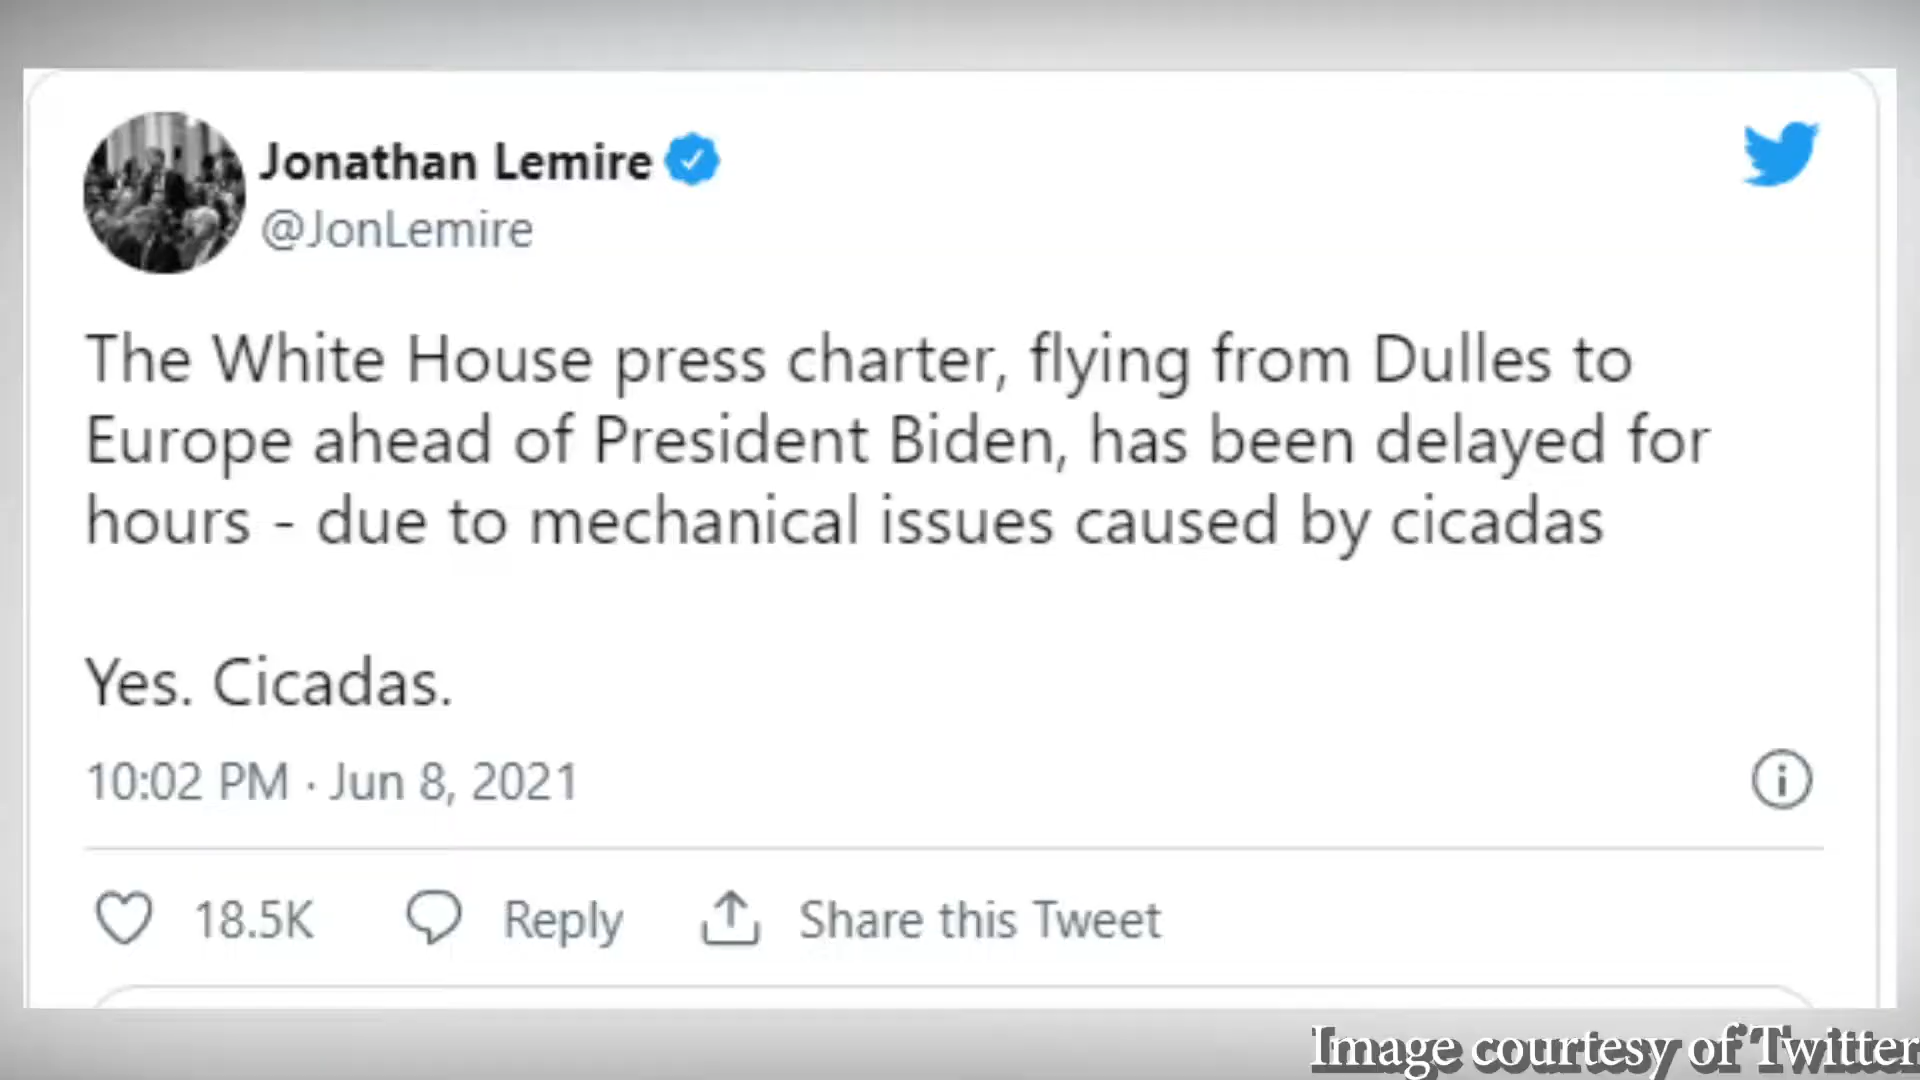 Jonathan Lemire
@JonLemire
The White House press charter, flying from Dulles to
Europe ahead of President Biden, has been delayed for
hours - due to mechanical issues caused by cicadas
Yes. Cicadas.
10:02 PM · Jun 8, 2021
18.5K Reply Share this Tweet
Image courtesy of Twitter